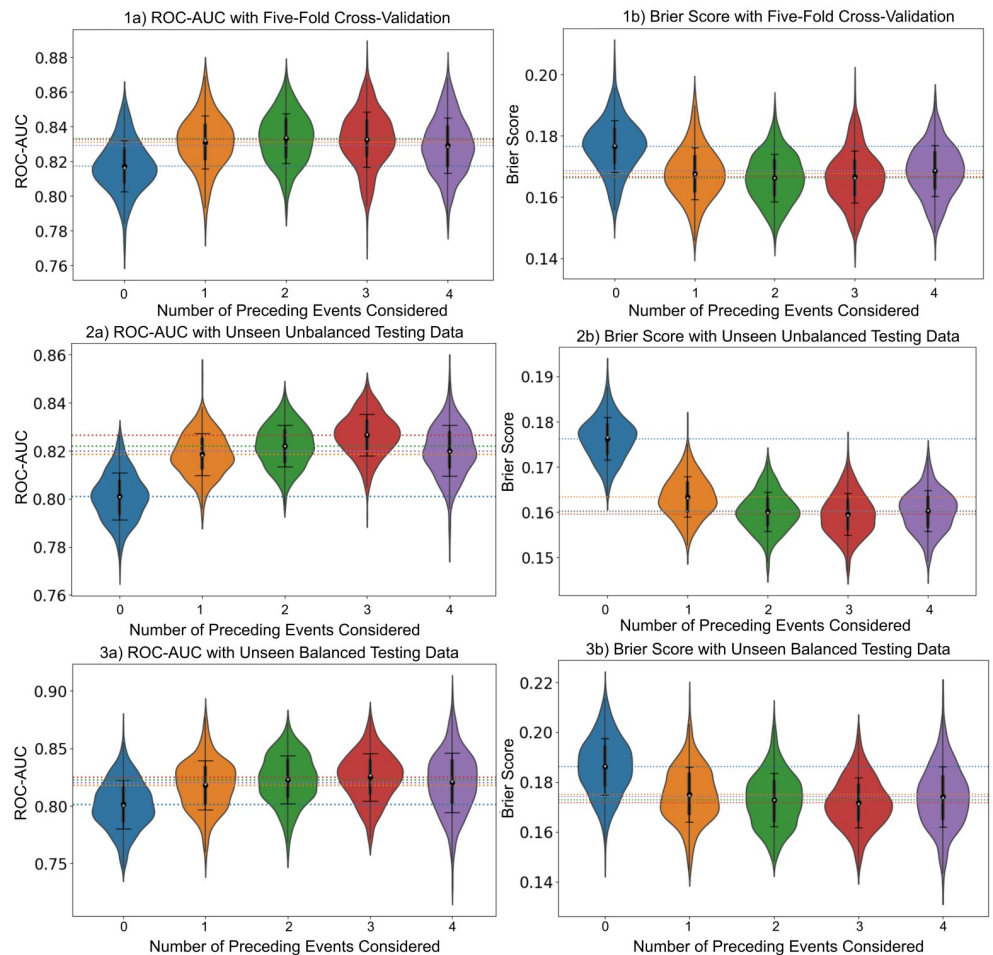 1a) ROC-AUC with Five-Fold Cross-Validation
ROC-AUC
0.88
0.86
0.84
0.82
0.80
0.78
0.76
0 1 2 3 4
Number of Preceding Events Considered
1b) Brier Score with Five-Fold Cross-Validation
Brier Score
0.20
0.18
0.16
0.14
0 1 2 3 4
Number of Preceding Events Considered
2a) ROC-AUC with Unseen Unbalanced Testing Data
ROC-AUC
0.86
0.84
0.82
0.80
0.78
0.76
0 1 2 3 4
Number of Preceding Events Considered
2b) Brier Score with Unseen Unbalanced Testing Data
Brier Score
0.19
0.18
0.17
0.16
0.15
0 1 2 3 4
Number of Preceding Events Considered
3a) ROC-AUC with Unseen Balanced Testing Data
ROC-AUC
0.90
0.85
0.80
0.75
0 1 2 3 4
Number of Preceding Events Considered
3b) Brier Score with Unseen Balanced Testing Data
Brier Score
0.22
0.20
0.18
0.16
0.14
0 1 2 3 4
Number of Preceding Events Considered